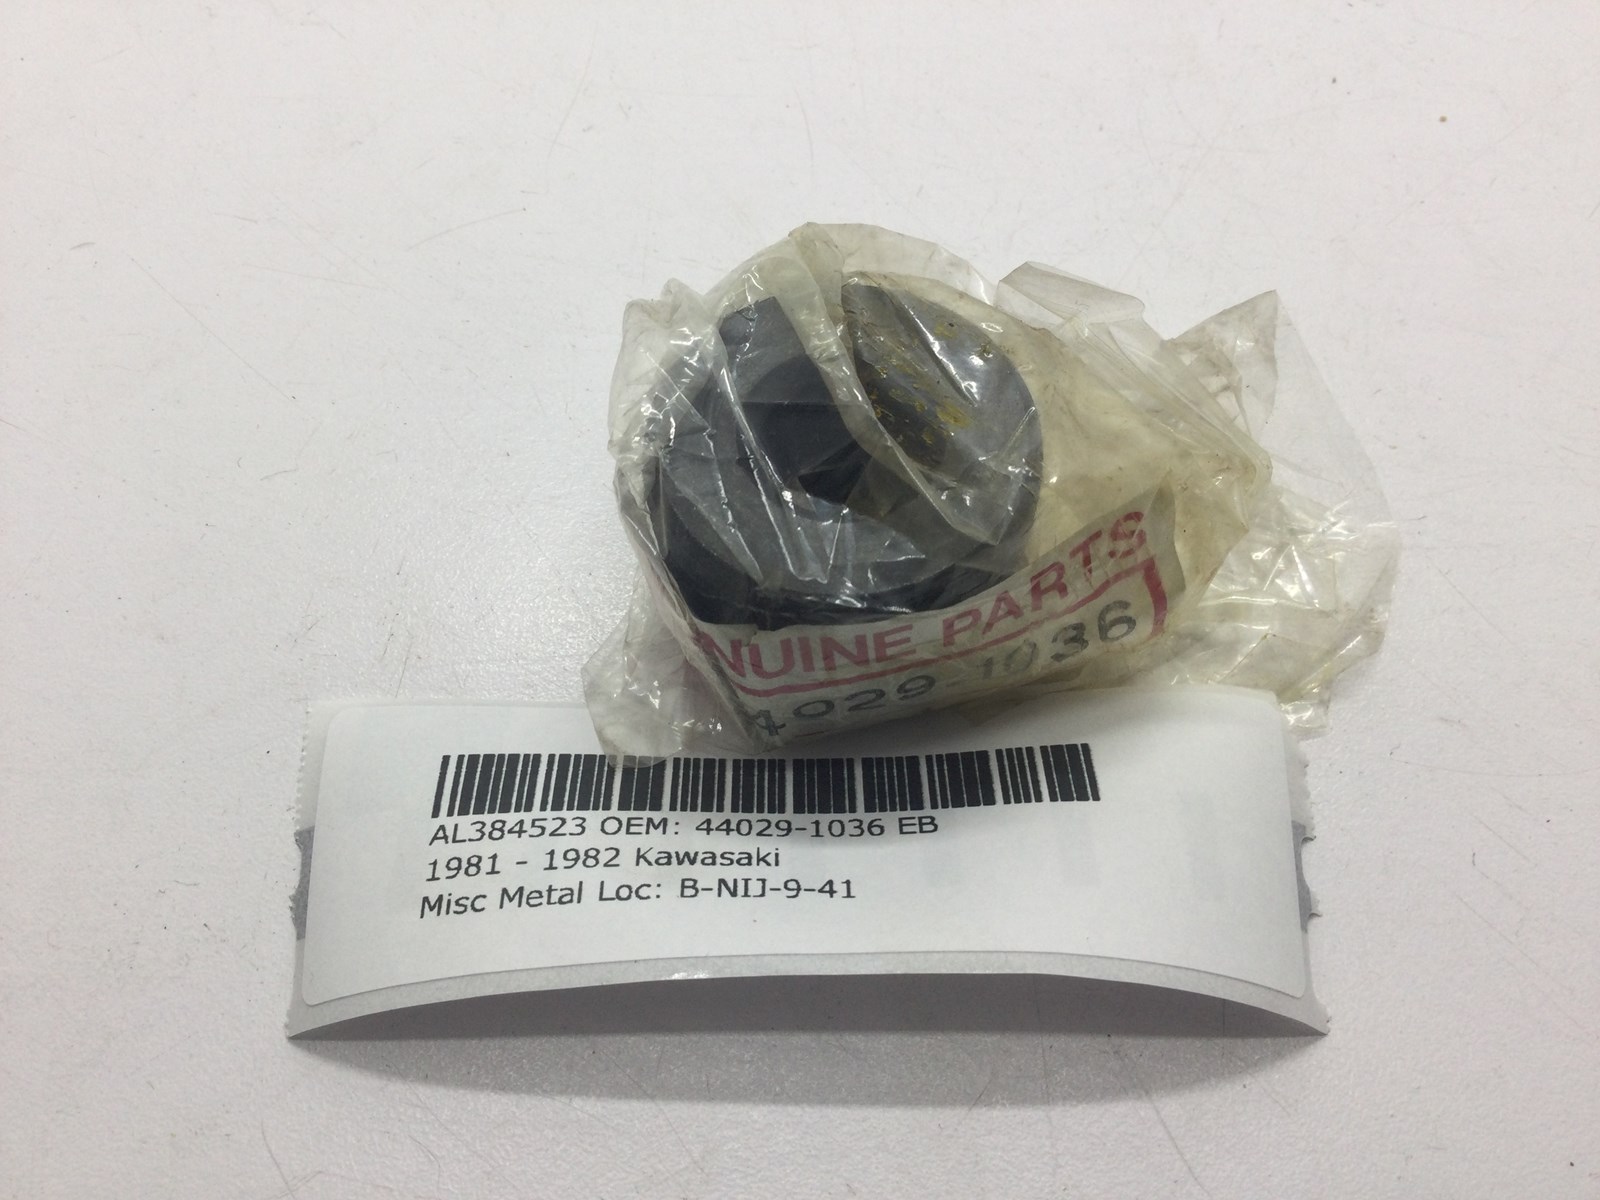 NUINE PARTS
4029-1036
AL384523 OEM: 44029-1036 EB
1981 - 1982 Kawasaki
Misc Metal Loc: B-NIJ-9-41